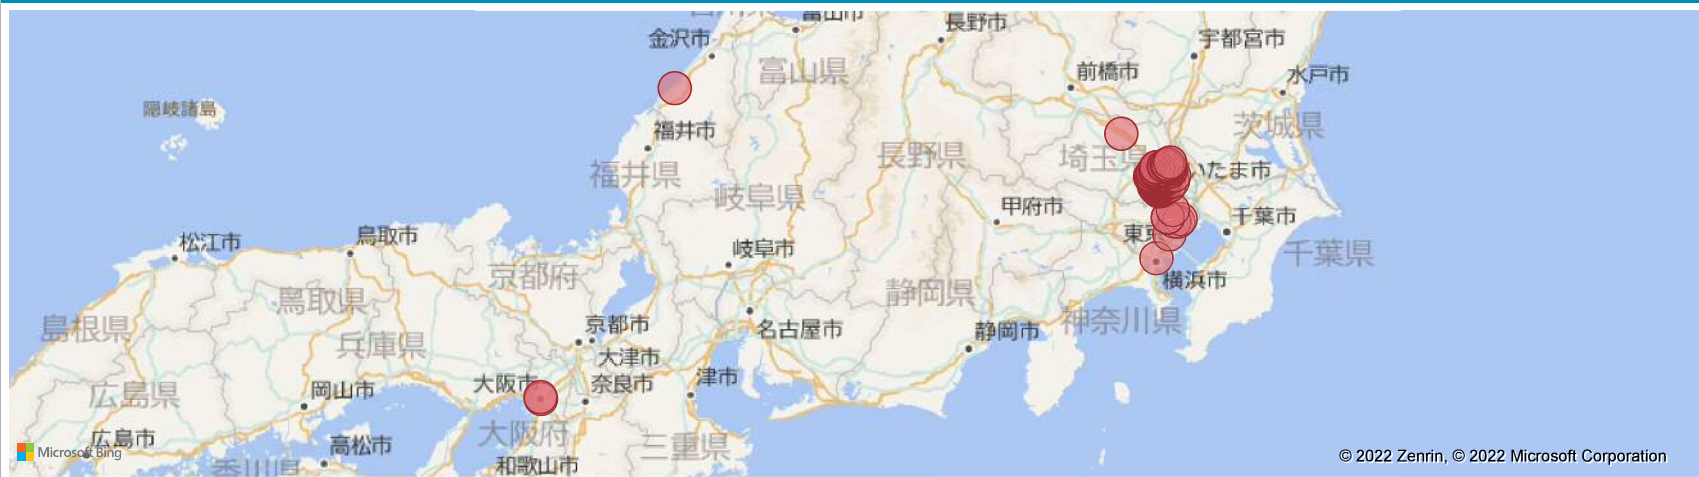 富山市
長野市
金沢市
宇都宮市
富山県
前橋市
水戸市
隠岐諸島
福井市
茨城県
長野県
埼玉県
福井県
いたま市
岐阜県
甲府市
千葉市
東京
松江市
鳥取市
岐阜市
千葉県
京都府
横浜市
静岡県
鳥取県
島根県
京都市
名古屋市
静岡市
神奈川県
兵庫県
大津市
大阪市
奈良市
津市
広島県
岡山市
大阪府
広島市
高松市
三重県
Microsoft Bing
和歌山市
香川県
© 2022 Zenrin, © 2022 Microsoft Corporation